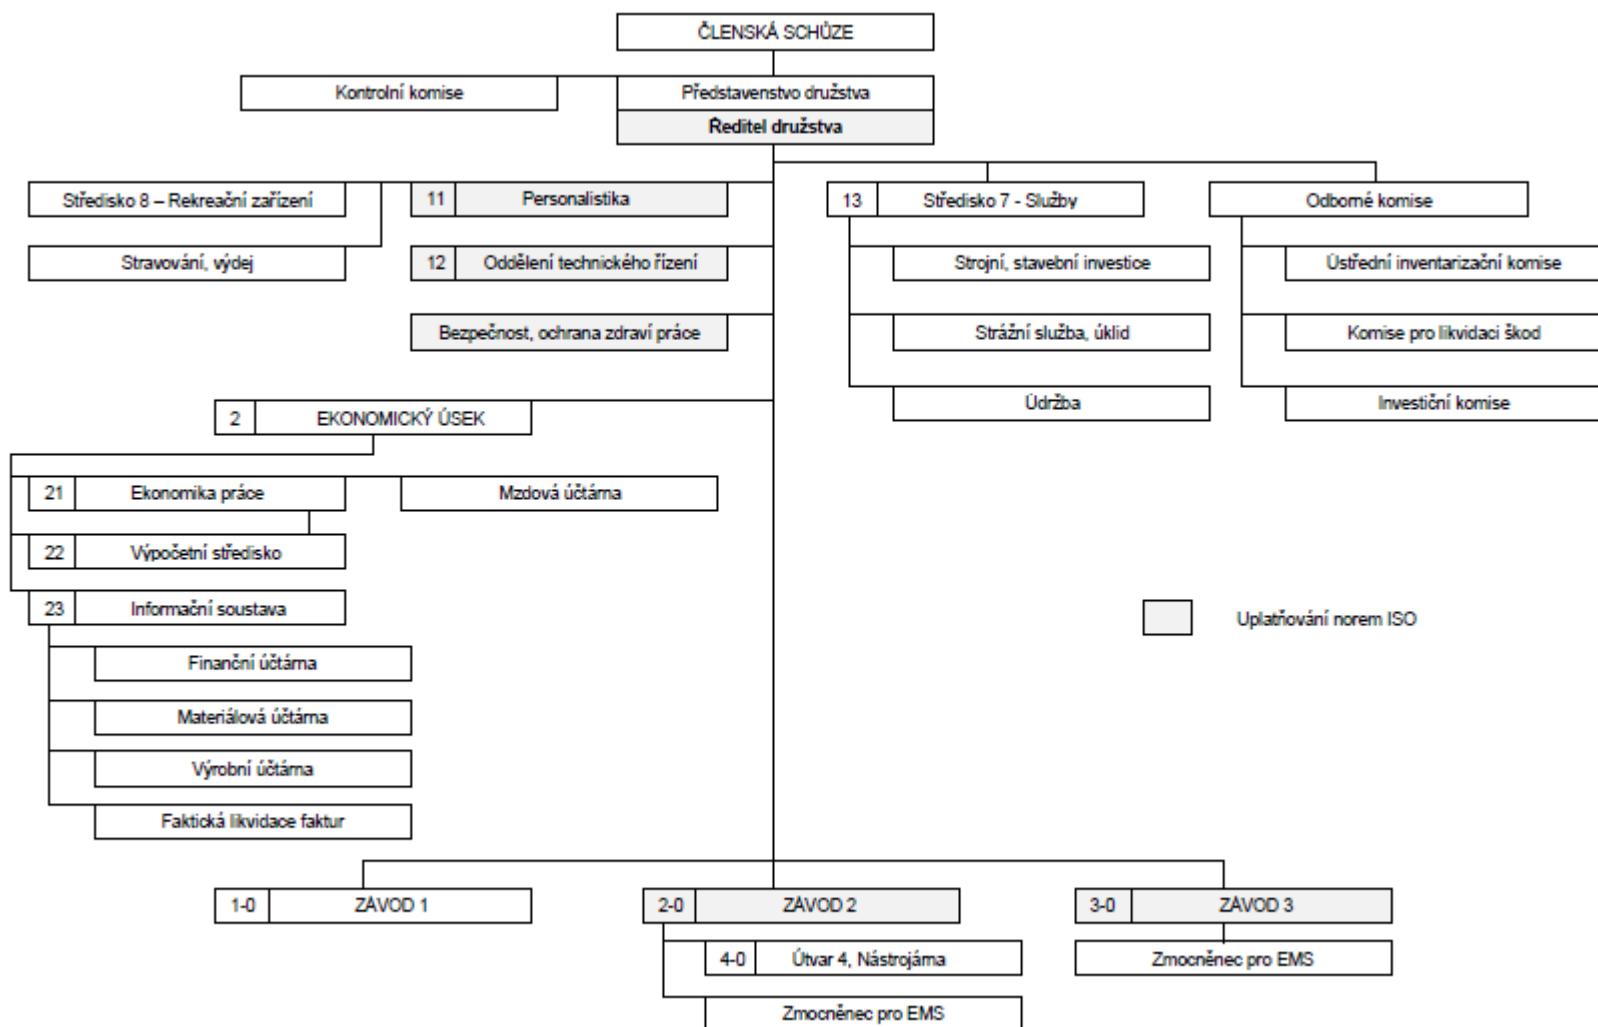 ČLENSKÁ SCHŮZE
Kontrolní komise
Představenstvo družstva
Ředitel družstva
Středisko 8 – Rekreační zařízení
11 Personalistika
13 Středisko 7 - Služby
Odborné komise
Stravování, výdej
12 Oddělení technického řízení
Strojní, stavební investice
Ústřední inventarizační komise
Bezpečnost, ochrana zdraví práce
Strážní služba, úklid
Komise pro likvidaci škod
2 EKONOMICKÝ ÚSEK
Údržba
Investiční komise
21 Ekonomika práce
Mzdová účtárna
22 Výpočetní středisko
23 Informační soustava
Uplatňování norem ISO
Finanční účtárna
Materiálová účtárna
Výrobní účtárna
Faktická likvidace faktur
1-0 ZÁVOD 1
2-0 ZÁVOD 2
3-0 ZÁVOD 3
4-0 Útvar 4, Nástrojárna
Zmocněnec pro EMS
Zmocněnec pro EMS